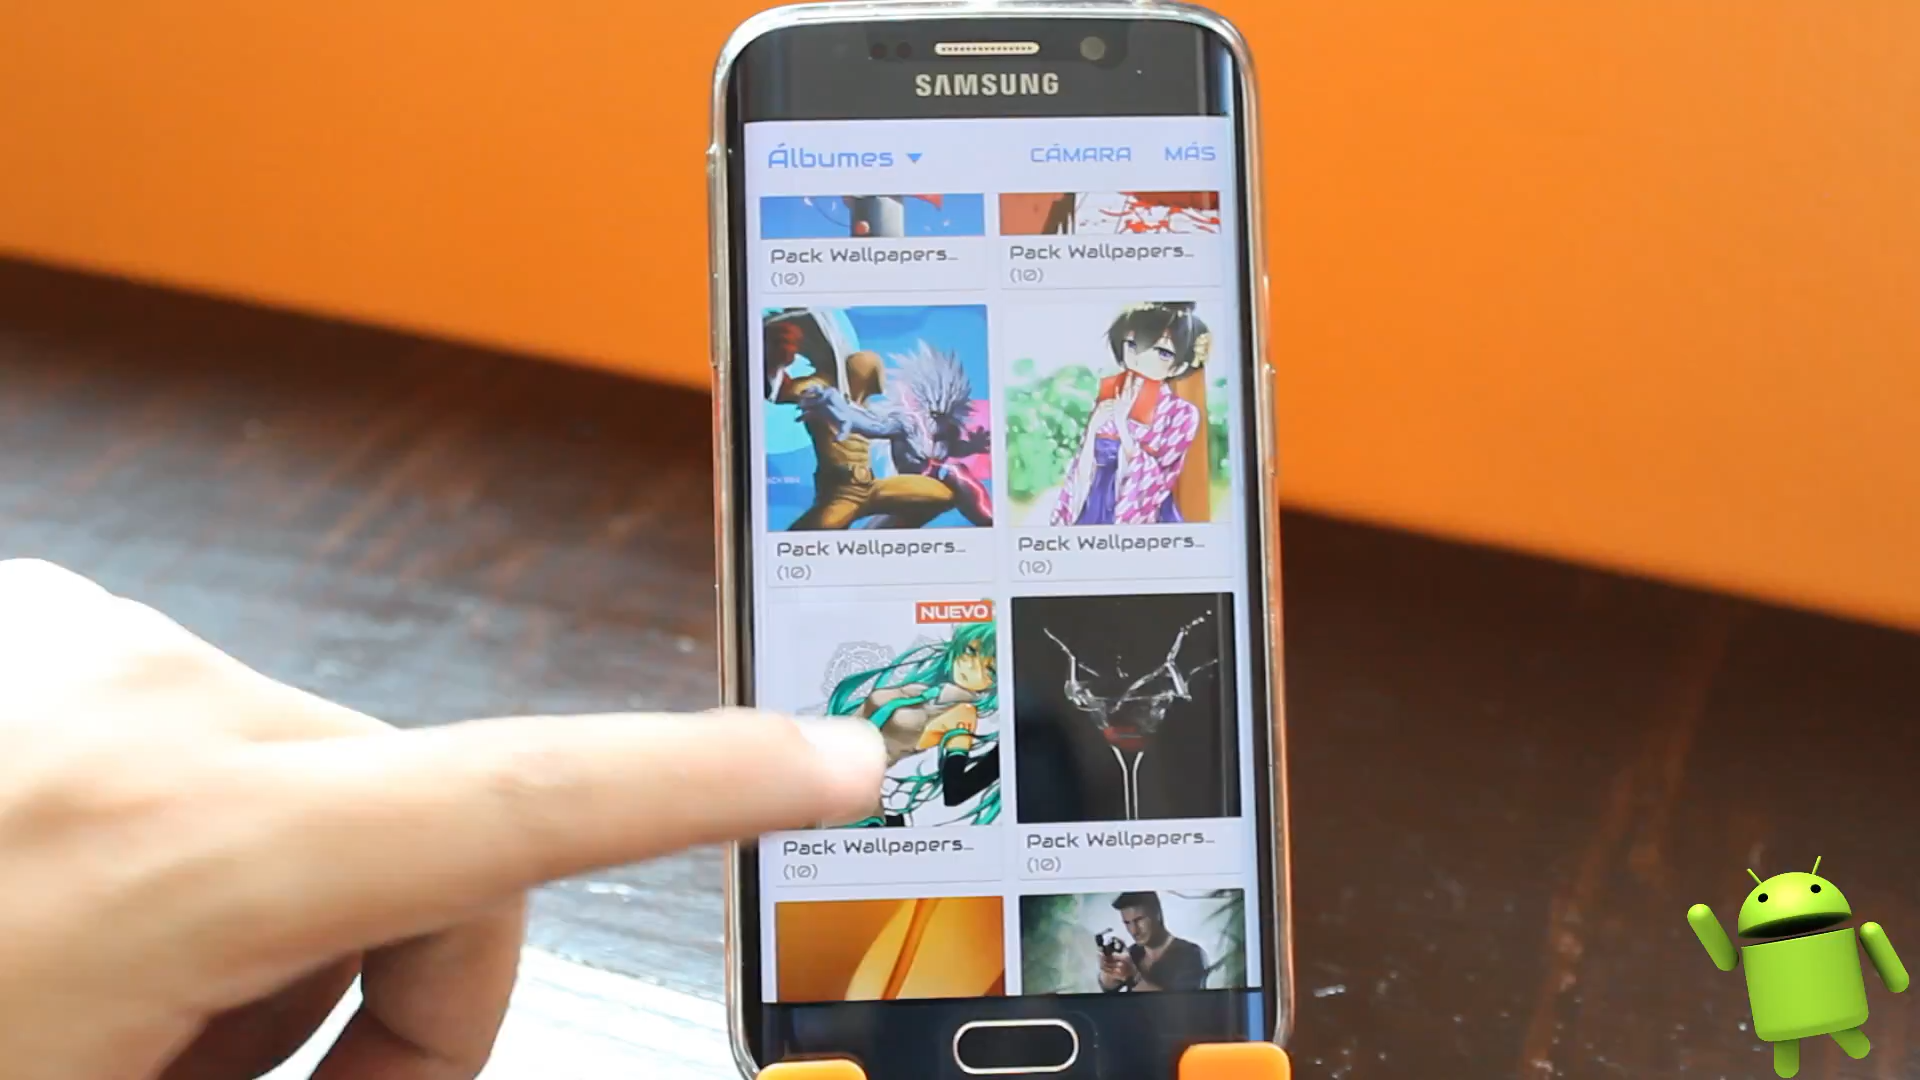 SAMSUNG
Álbumes
CÁMARA
MÁS
Pack Wallpapers...
(10)
Pack Wallpapers...
(10)
Pack Wallpapers...
(10)
Pack Wallpapers...
(10)
NUEVO
Pack Wallpapers...
(10)
Pack Wallpapers...
(10)